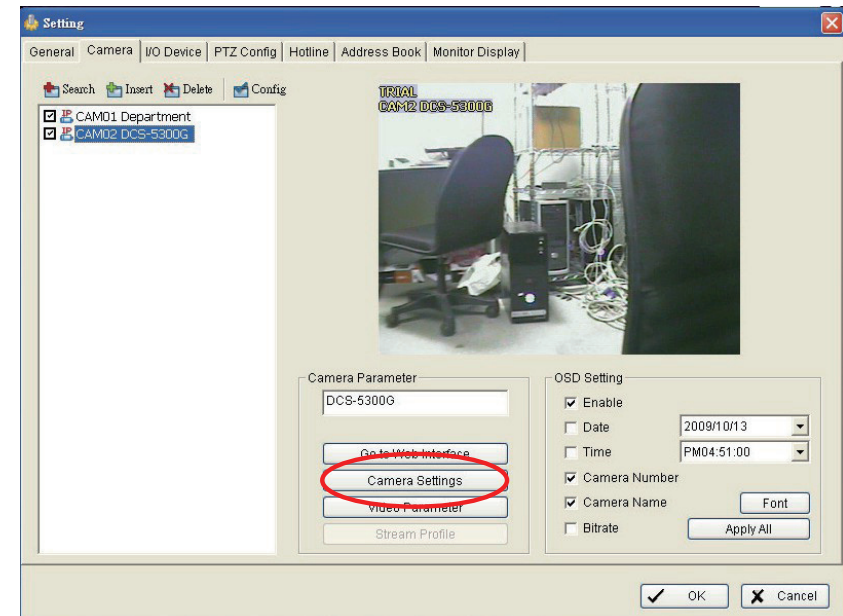 Setting
General Camera I/O Device PTZ Config Hotline Address Book Monitor Display
Search Insert Delete Config
CAM01 Department
CAM02 DCS-5300G
TRIAL
CAM2 DCS-5300G
Camera Parameter
DCS-5300G
Go to Web Interface
Camera Settings
Video Parameter
Stream Profile
OSD Setting
Enable
Date 2009/10/13
Time PM04:51:00
Camera Number
Camera Name Font
Bitrate Apply All
OK Cancel